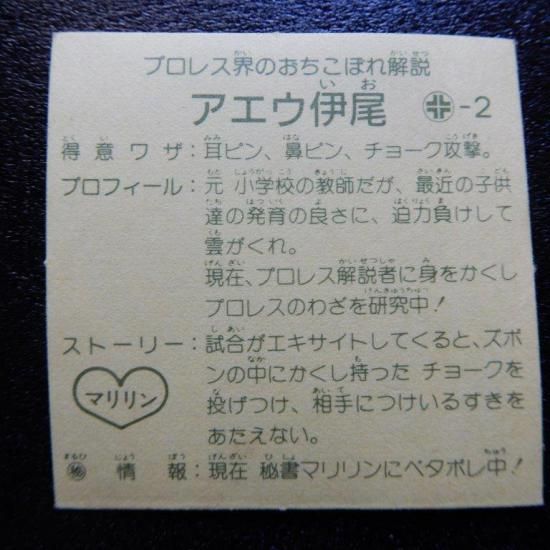 プロレス界のおちこぼれ解説
アエウ伊尾 -2
得意ワザ：耳ピン、鼻ピン、チョーク攻撃。
プロフィール：元 小学校の教師だが、最近の子供
達の発育の良さに、迫力負けして
雲がくれ。
現在、プロレス解説者に身をかくし
プロレスのわざを研究中！
ストーリー：試合がエキサイトしてくると、ズボ
ンの中にかくし持った チョークを
投げつけ、相手につけいるすきを
あたえない。
マリリン
㊙情報：現在 秘書マリリンにベタボレ中！